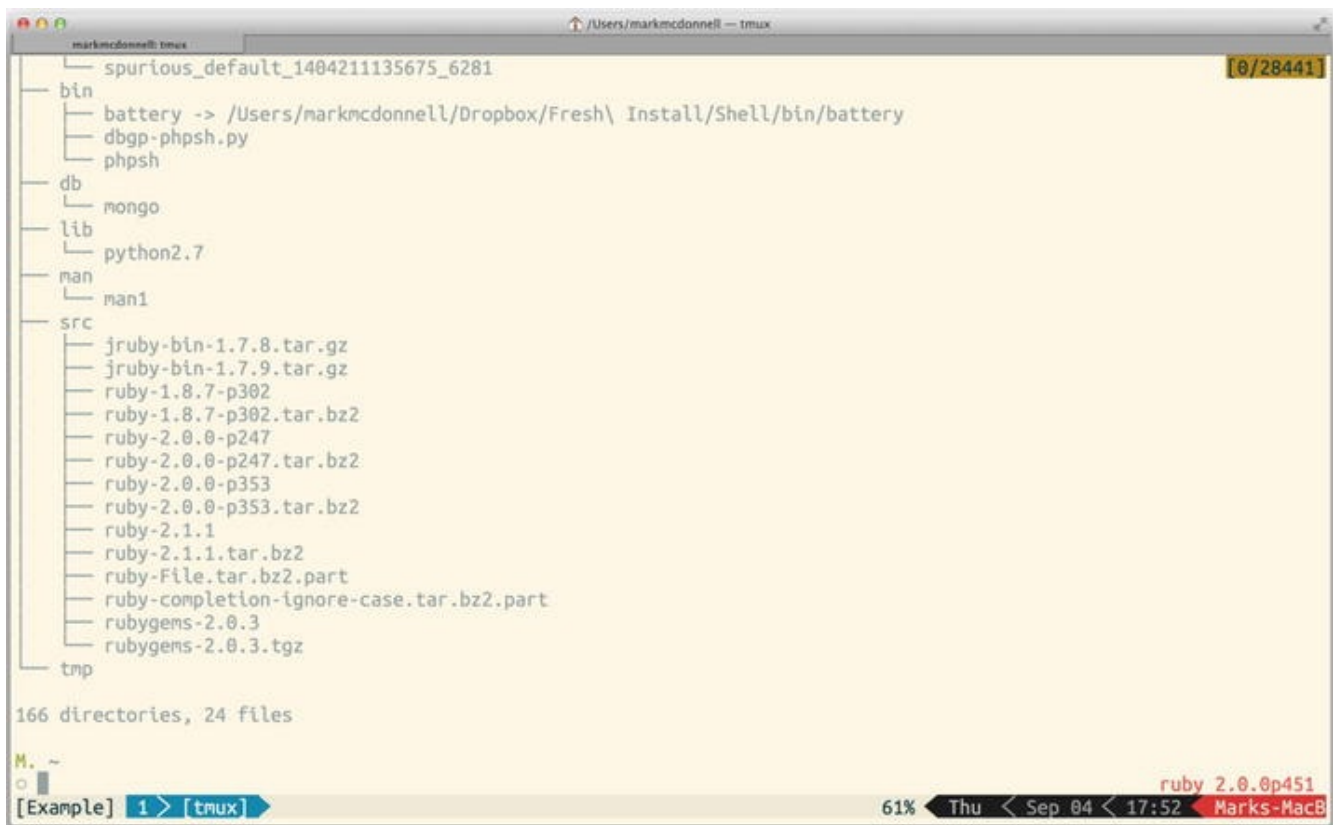 /Users/markmcdonnell — tmux
markmcdonnell: tmux
└── spurious_default_1404211135675_6281 [0/28441]
├── bin
│   ├── battery -> /Users/markmcdonnell/Dropbox/Fresh\ Install/Shell/bin/battery
│   ├── dbgp-phpsh.py
│   └── phpsh
├── db
│   └── mongo
├── lib
│   └── python2.7
├── man
│   └── man1
├── src
│   ├── jruby-bin-1.7.8.tar.gz
│   ├── jruby-bin-1.7.9.tar.gz
│   ├── ruby-1.8.7-p302
│   ├── ruby-1.8.7-p302.tar.bz2
│   ├── ruby-2.0.0-p247
│   ├── ruby-2.0.0-p247.tar.bz2
│   ├── ruby-2.0.0-p353
│   ├── ruby-2.0.0-p353.tar.bz2
│   ├── ruby-2.1.1
│   ├── ruby-2.1.1.tar.bz2
│   ├── ruby-File.tar.bz2.part
│   ├── ruby-completion-ignore-case.tar.bz2.part
│   ├── rubygems-2.0.3
│   └── rubygems-2.0.3.tgz
└── tmp
166 directories, 24 files
M. ~
ruby 2.0.0p451
[Example] 1 > [tmux] 61% Thu < Sep 04 < 17:52 Marks-MacB